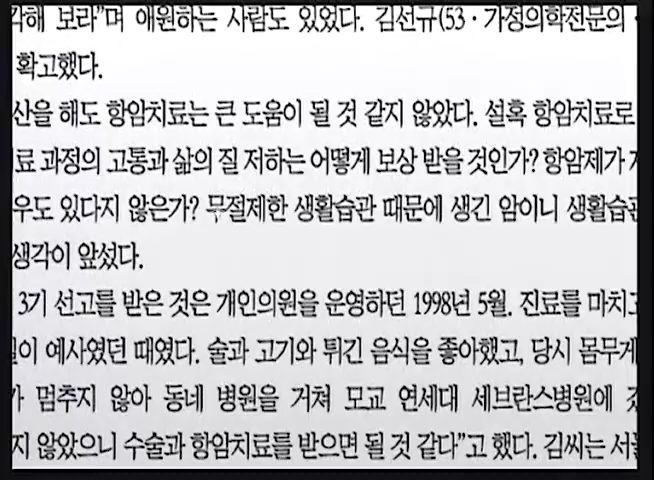 각해 보라”며 애원하는 사람도 있었다. 김선규(53·가정의학전문의·
확고했다.
산을 해도 항암치료는 큰 도움이 될 것 같지 않았다. 설혹 항암치료로
료 과정의 고통과 삶의 질 저하는 어떻게 보상 받을 것인가? 항암제가
우도 있다지 않은가? 무절제한 생활습관 때문에 생긴 암이니 생활습관
생각이 앞섰다.
3기 선고를 받은 것은 개인의원을 운영하던 1998년 5월. 진료를 마치고
이 예사였던 때였다. 술과 고기와 튀긴 음식을 좋아했고, 당시 몸무게
가 멈추지 않아 동네 병원을 거쳐 모교 연세대 세브란스병원에
지 않았으니 수술과 항암치료를 받으면 될 것 같다”고 했다. 김씨는